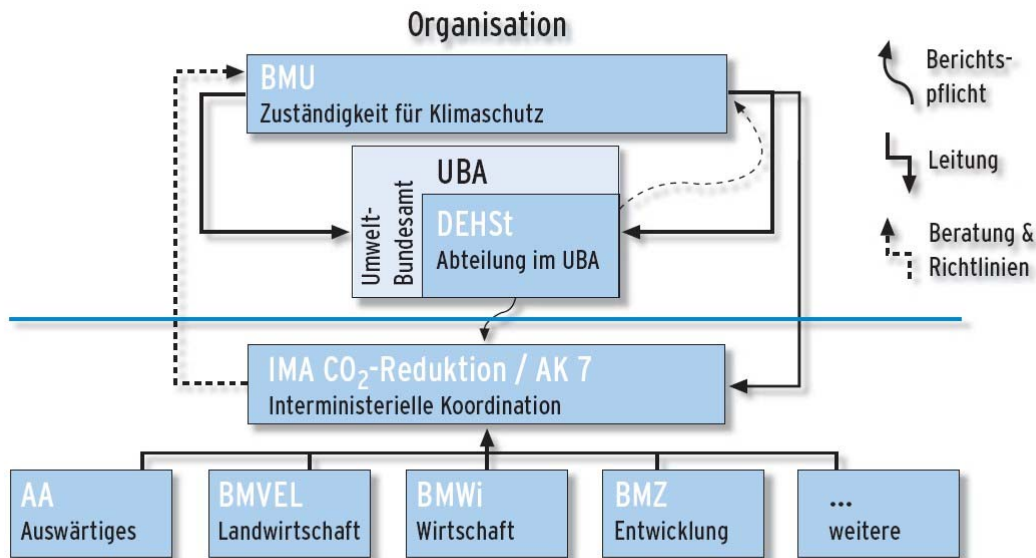 Organisation
BMU
Zuständigkeit für Klimaschutz
UBA
Umwelt-
Bundesamt
DEHSt
Abteilung im UBA
IMA CO₂-Reduktion / AK 7
Interministerielle Koordination
AA
Auswärtiges
BMVEL
Landwirtschaft
BMWi
Wirtschaft
BMZ
Entwicklung
...
weitere
Berichts-
pflicht
Leitung
Beratung &
Richtlinien